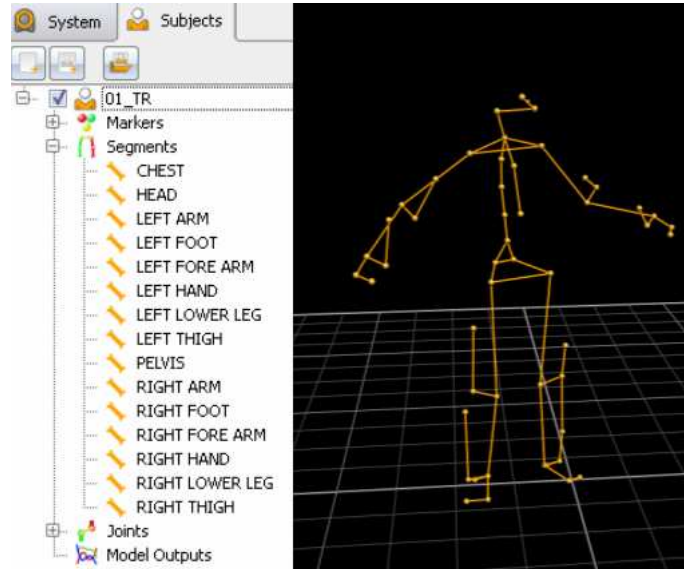 System
Subjects
01_TR
Markers
Segments
CHEST
HEAD
LEFT ARM
LEFT FOOT
LEFT FORE ARM
LEFT HAND
LEFT LOWER LEG
LEFT THIGH
PELVIS
RIGHT ARM
RIGHT FOOT
RIGHT FORE ARM
RIGHT HAND
RIGHT LOWER LEG
RIGHT THIGH
Joints
Model Outputs